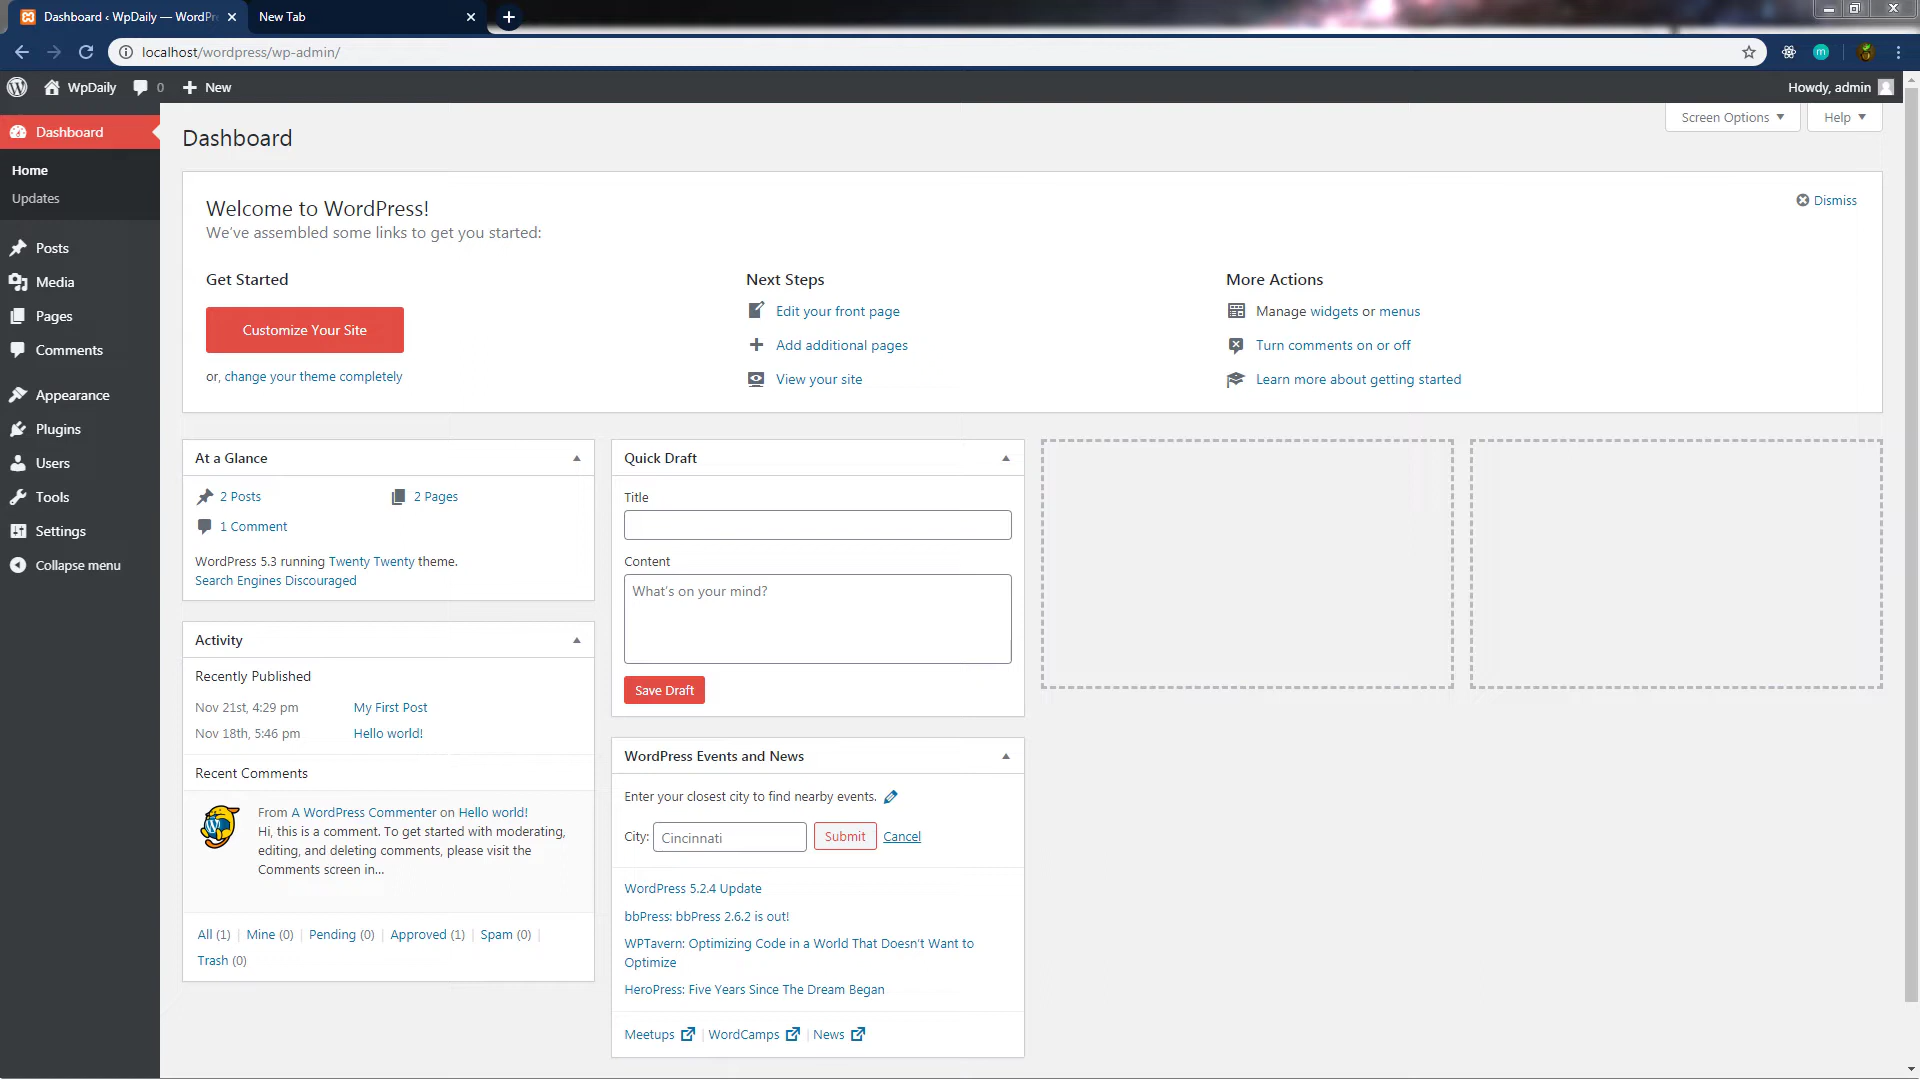 Dashboard ‹ WpDaily — WordPr
New Tab
localhost/wordpress/wp-admin/
m
WpDaily
0
New
Howdy, admin
Dashboard
Home
Updates
Posts
Media
Pages
Comments
Appearance
Plugins
Users
Tools
Settings
Collapse menu
Dashboard
Screen Options
Help
Welcome to WordPress!
We've assembled some links to get you started:
Dismiss
Get Started
Customize Your Site
or, change your theme completely
Next Steps
Edit your front page
Add additional pages
View your site
More Actions
Manage widgets or menus
Turn comments on or off
Learn more about getting started
At a Glance
2 Posts
2 Pages
1 Comment
WordPress 5.3 running Twenty Twenty theme.
Search Engines Discouraged
Activity
Recently Published
Nov 21st, 4:29 pm
My First Post
Nov 18th, 5:46 pm
Hello world!
Recent Comments
From A WordPress Commenter on Hello world!
Hi, this is a comment. To get started with moderating,
editing, and deleting comments, please visit the
Comments screen in...
All (1) | Mine (0) | Pending (0) | Approved (1) | Spam (0) |
Trash (0)
Quick Draft
Title
Content
What's on your mind?
Save Draft
WordPress Events and News
Enter your closest city to find nearby events.
City:
Cincinnati
Submit
Cancel
WordPress 5.2.4 Update
bbPress: bbPress 2.6.2 is out!
WPTavern: Optimizing Code in a World That Doesn't Want to
Optimize
HeroPress: Five Years Since The Dream Began
Meetups | WordCamps | News